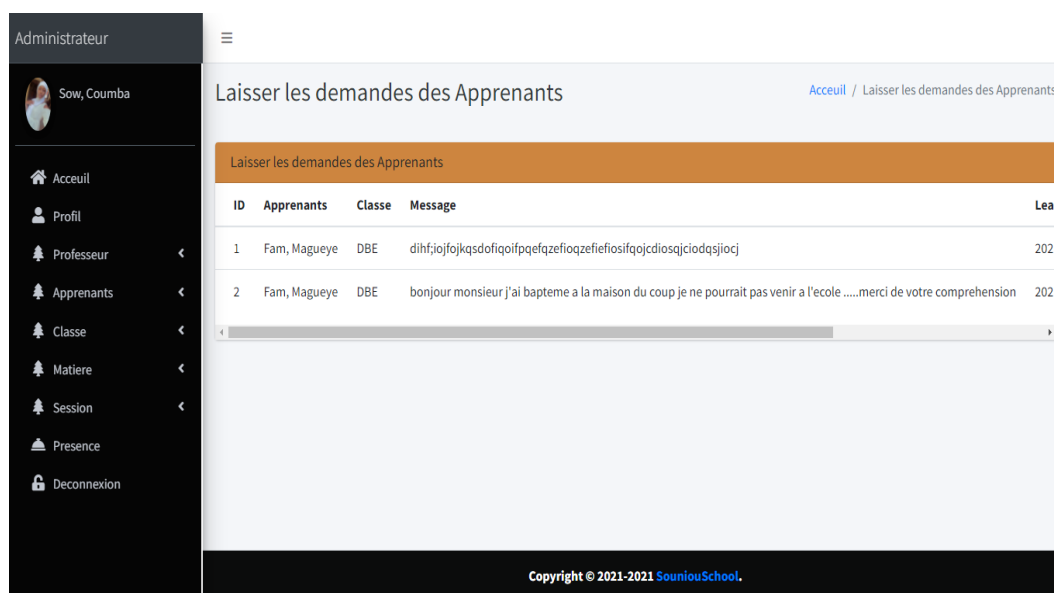 Administrateur
Sow, Coumba
Acceuil
Profil
Professeur
Apprenants
Classe
Matiere
Session
Presence
Deconnexion
Laisser les demandes des Apprenants
Acceuil / Laisser les demandes des Apprenants
Laisser les demandes des Apprenants
ID Apprenants Classe Message Lea
1 Fam, Magueye DBE dihf;iojfojkqsdofiqoifpqefqzefioqzefiefiosifqojcdiosqjciodqsjiocj 202
2 Fam, Magueye DBE bonjour monsieur j'ai bapteme a la maison du coup je ne pourrait pas venir a l'ecole .....merci de votre comprehension 202
Copyright © 2021-2021 SouniouSchool.